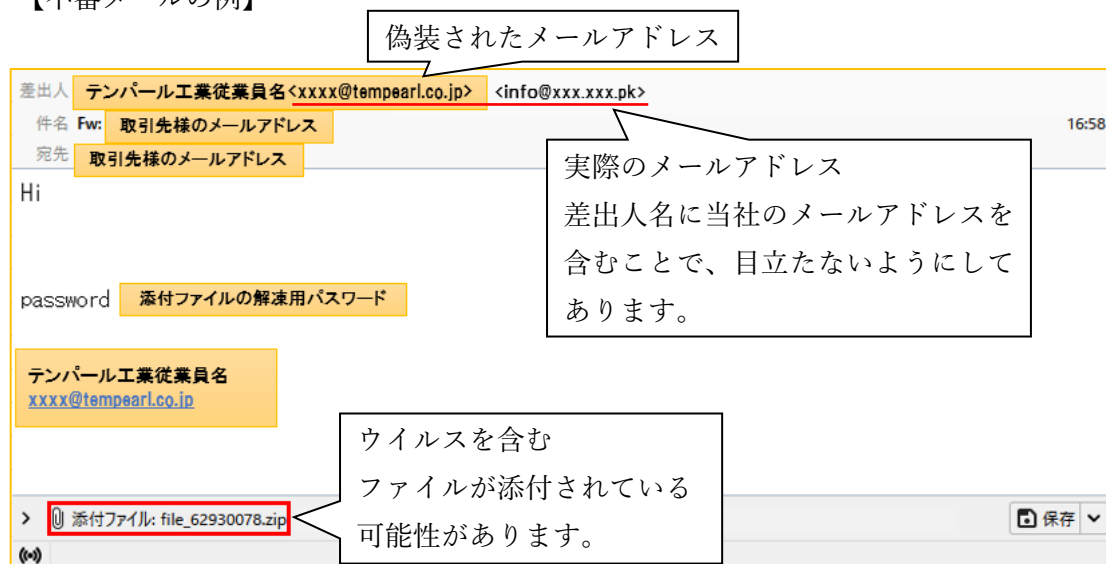 【不審メールの例】
偽装されたメールアドレス
差出人 テンパール工業従業員名<xxxx@tempearl.co.jp> <info@xxx.xxx.pk>
件名 Fw: 取引先様のメールアドレス 16:58
宛先 取引先様のメールアドレス
実際のメールアドレス
差出人名に当社のメールアドレスを
含むことで、目立たないようにして
あります。
Hi
password 添付ファイルの解凍用パスワード
テンパール工業従業員名
xxxx@tempearl.co.jp
ウイルスを含む
ファイルが添付されている
可能性があります。
添付ファイル: file_62930078.zip 保存